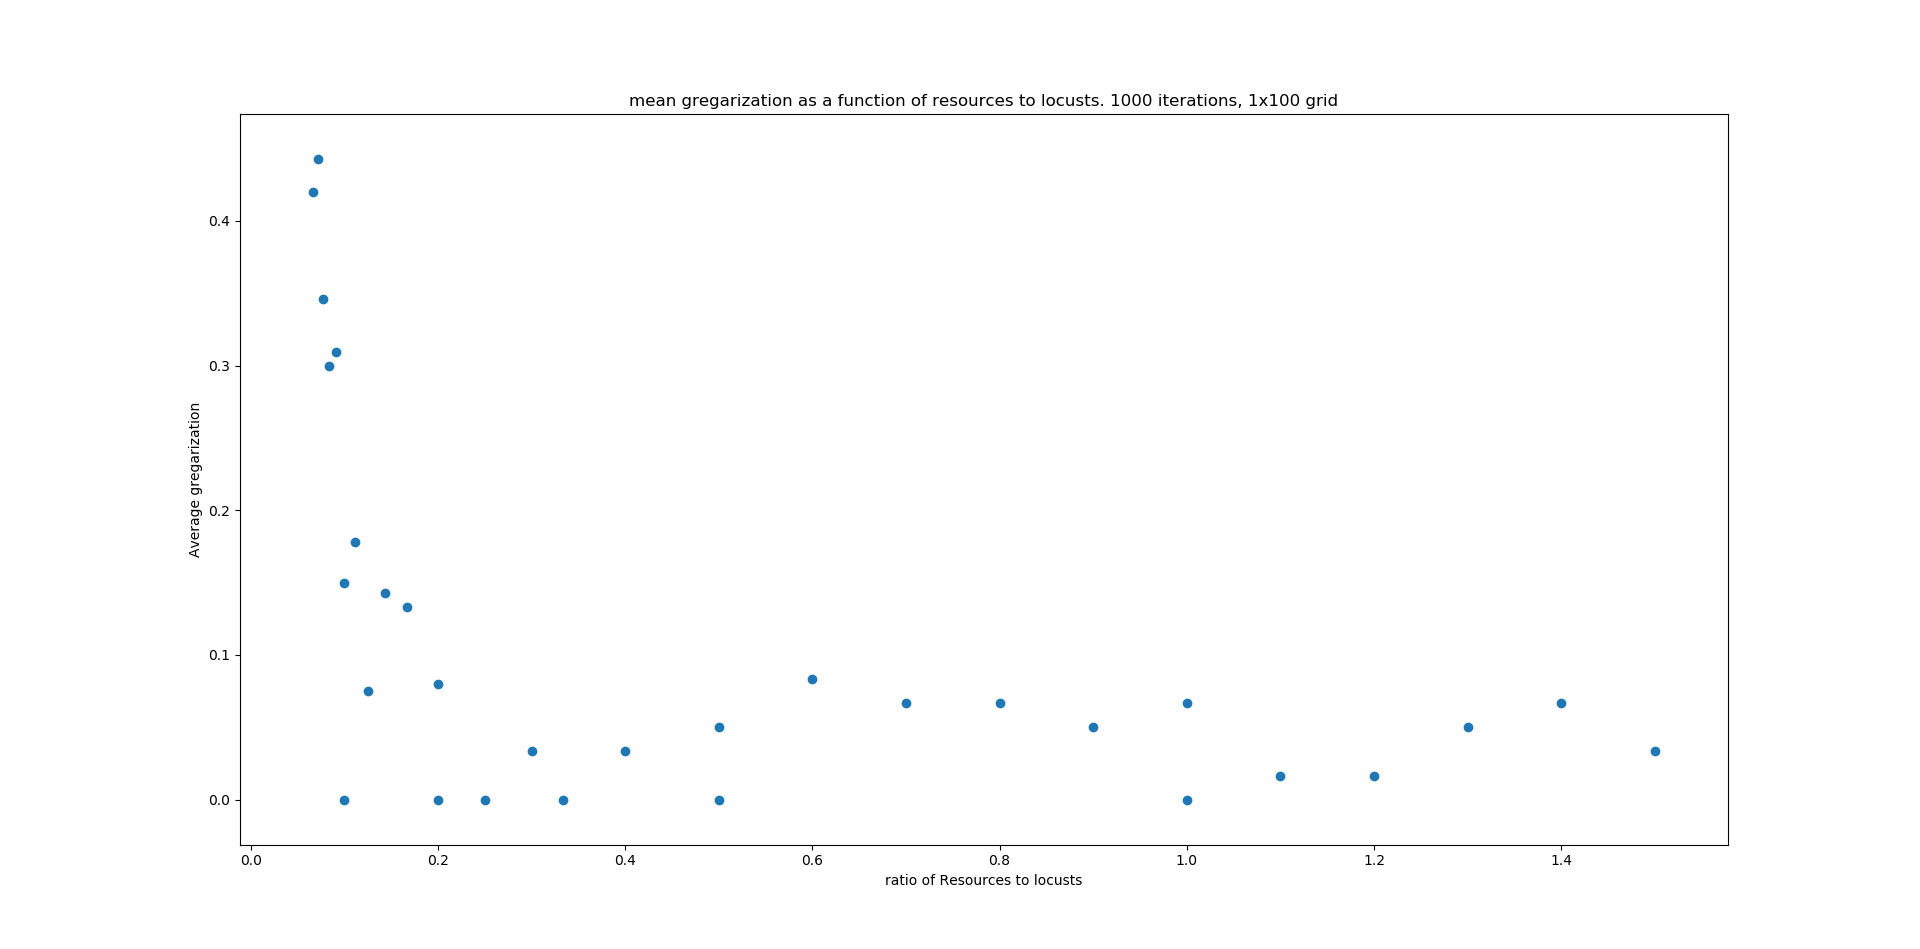 mean gregarization as a function of resources to locusts. 1000 iterations, 1x100 grid
Average gregarization
0.4
0.3
0.2
0.1
0.0
0.0 0.2 0.4 0.6 0.8 1.0 1.2 1.4
ratio of Resources to locusts